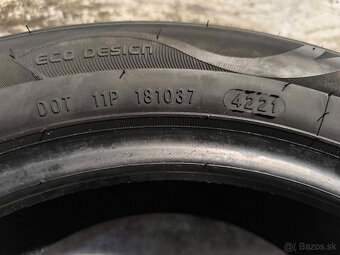 ECO DESIGN
DOT 11P 181037 4221
© bazos.sk